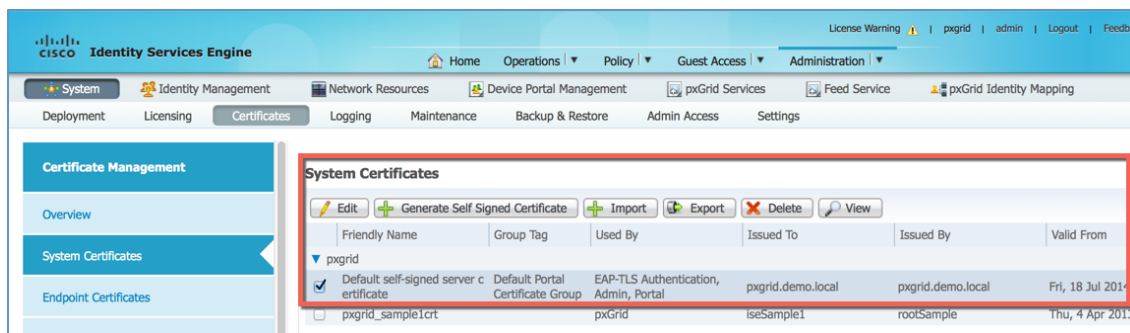 License Warning | pxgrid | admin | Logout | Feedb
CISCO Identity Services Engine
Home Operations | Policy | Guest Access | Administration |
System Identity Management Network Resources Device Portal Management pxGrid Services Feed Service pxGrid Identity Mapping
Deployment Licensing Certificates Logging Maintenance Backup & Restore Admin Access Settings
Certificate Management
Overview
System Certificates
Endpoint Certificates
System Certificates
Edit Generate Self Signed Certificate Import Export Delete View
Friendly Name Group Tag Used By Issued To Issued By Valid From
pxgrid
Default self-signed server c Default Portal EAP-TLS Authentication, pxgrid.demo.local pxgrid.demo.local Fri, 18 Jul 2014
ertificate Certificate Group Admin, Portal
pxgrid_sample1crt pxGrid iseSample1 rootSample Thu, 4 Apr 201